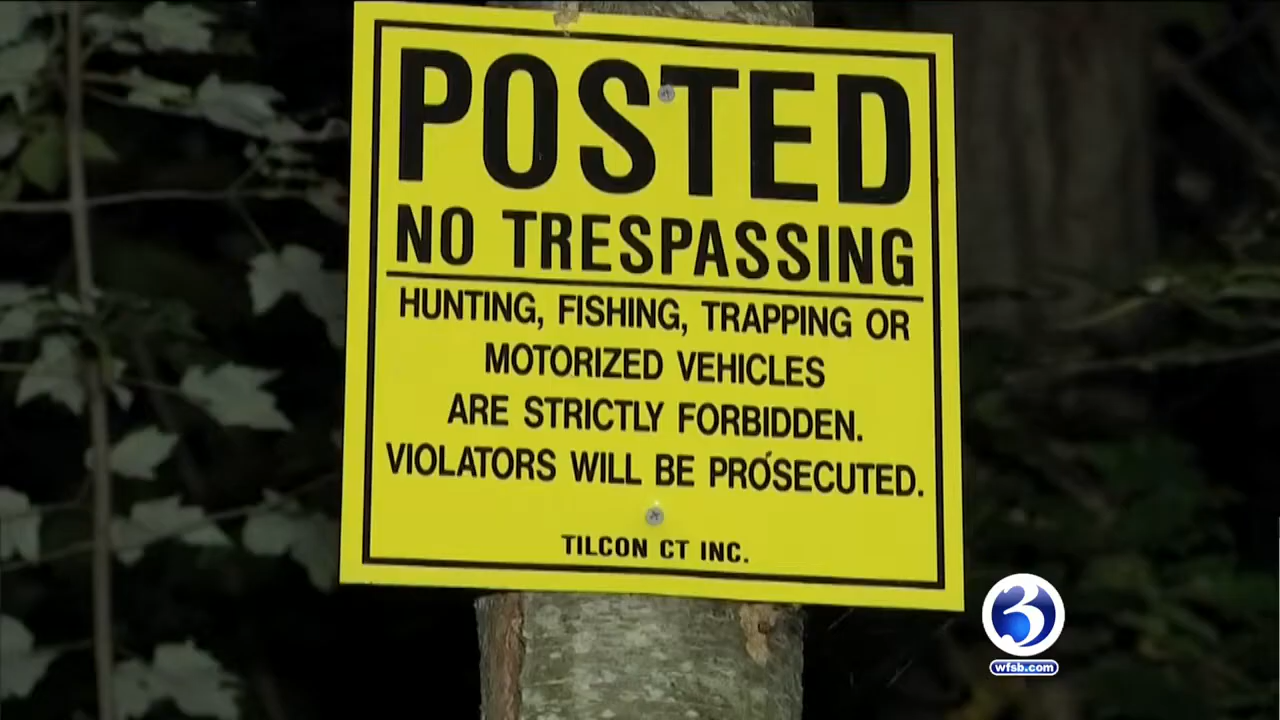 POSTED
NO TRESPASSING
HUNTING, FISHING, TRAPPING OR
MOTORIZED VEHICLES
ARE STRICTLY FORBIDDEN.
VIOLATORS WILL BE PROSECUTED.
TILCON CT INC.
3
wfsb.com